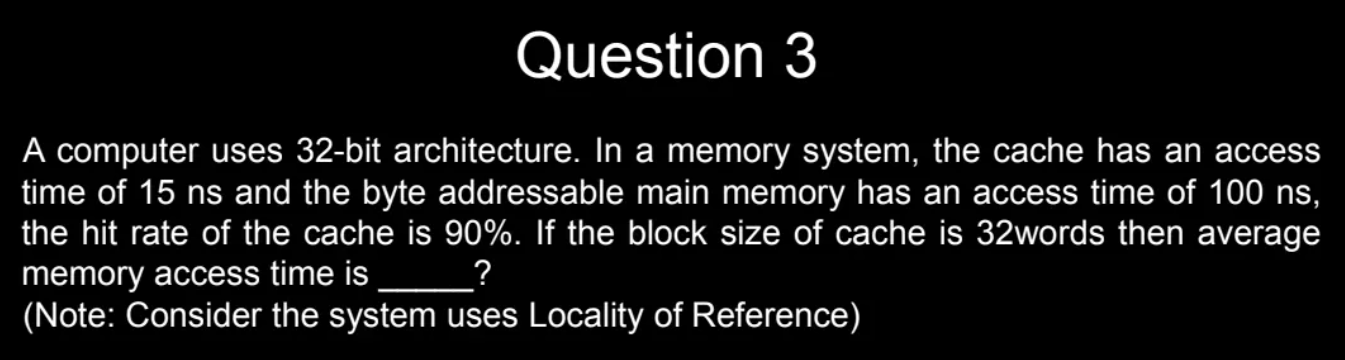 Question 3
A computer uses 32-bit architecture. In a memory system, the cache has an access
time of 15 ns and the byte addressable main memory has an access time of 100 ns,
the hit rate of the cache is 90%. If the block size of cache is 32words then average
memory access time is _____?
(Note: Consider the system uses Locality of Reference)